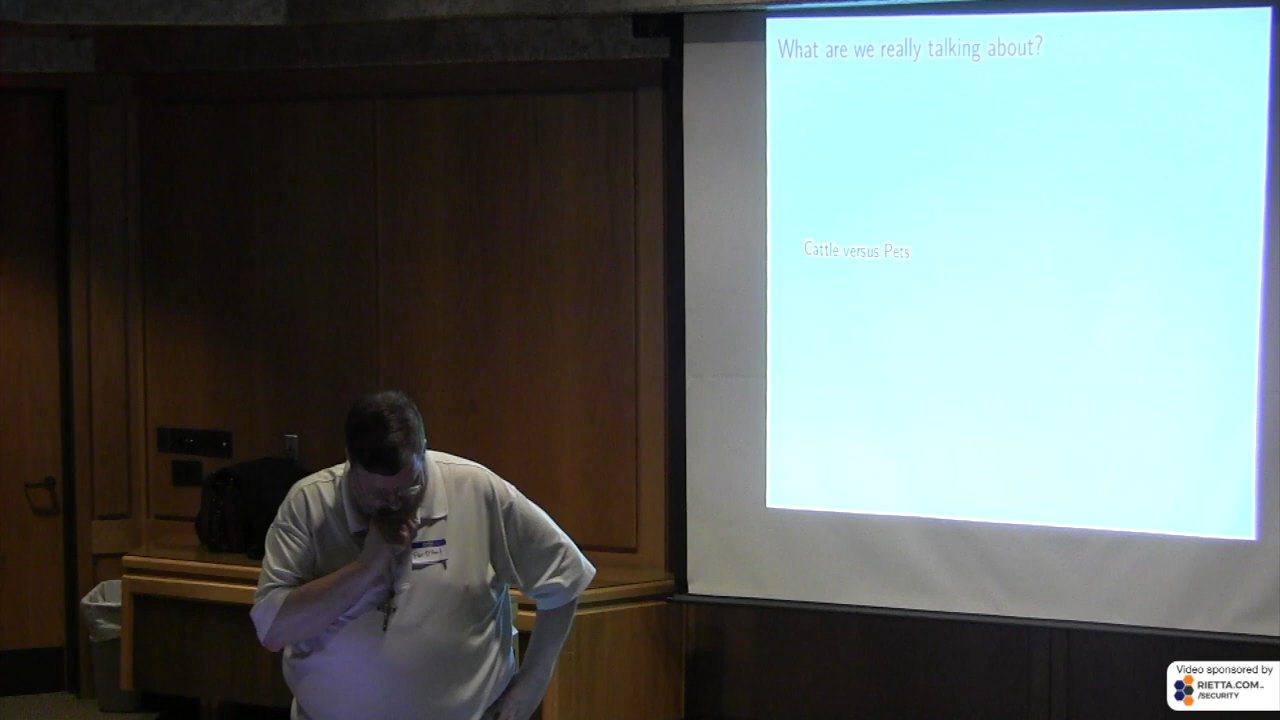 What are we really talking about?
Cattle versus Pets
Video sponsored by
RIETTA.COM
/SECURITY